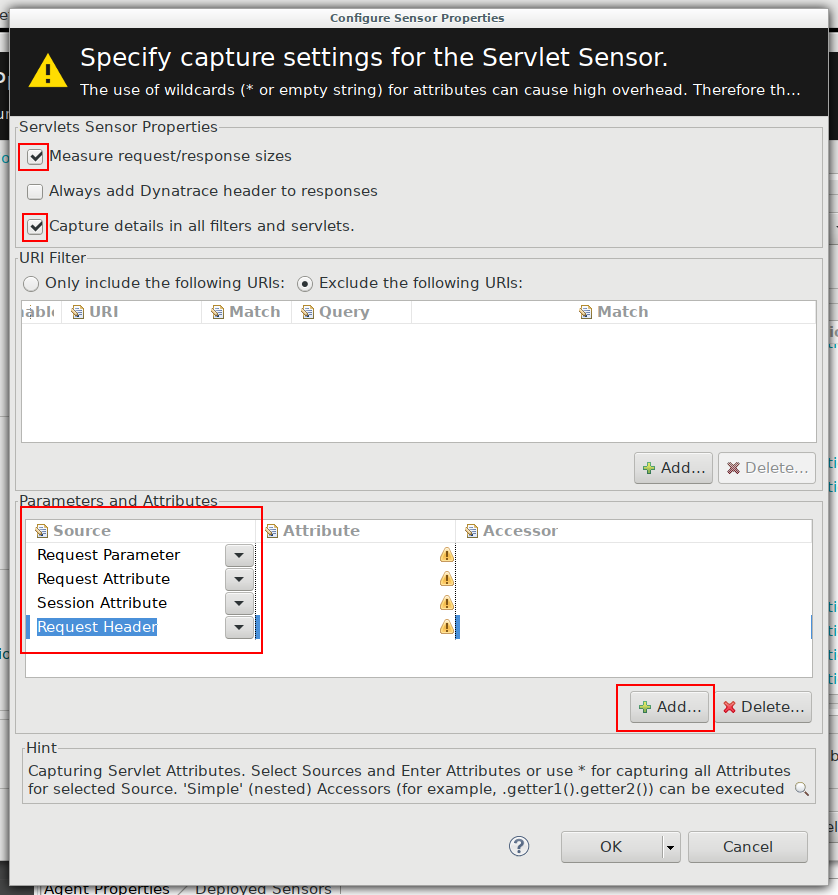 Configure Sensor Properties
Specify capture settings for the Servlet Sensor.
The use of wildcards (* or empty string) for attributes can cause high overhead. Therefore th...
Servlets Sensor Properties
Measure request/response sizes
Always add Dynatrace header to responses
Capture details in all filters and servlets.
URI Filter
Only include the following URIs: Exclude the following URIs:
URI Match Query Match
Add... Delete...
Parameters and Attributes
Source Attribute Accessor
Request Parameter
Request Attribute
Session Attribute
Request Header
Add... Delete...
Hint
Capturing Servlet Attributes. Select Sources and Enter Attributes or use * for capturing all Attributes
for selected Source. 'Simple' (nested) Accessors (for example, .getter1().getter2()) can be executed
OK Cancel
Agent Properties Deployed Sensors